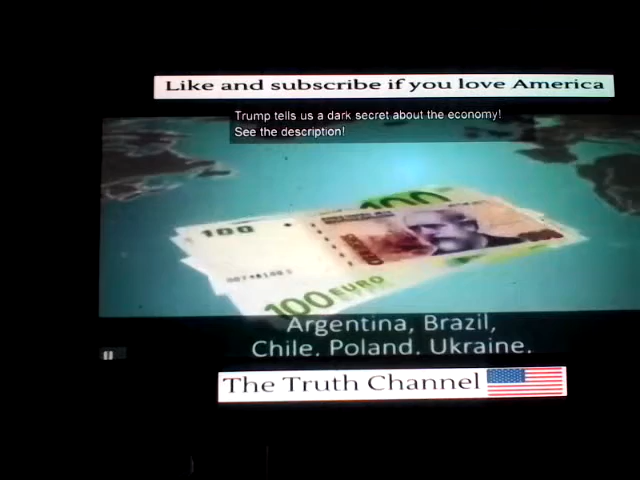 Like and subscribe if you love America
Trump tells us a dark secret about the economy!
See the description!
100
100
100 EURO
Argentina, Brazil,
Chile. Poland. Ukraine.
The Truth Channel